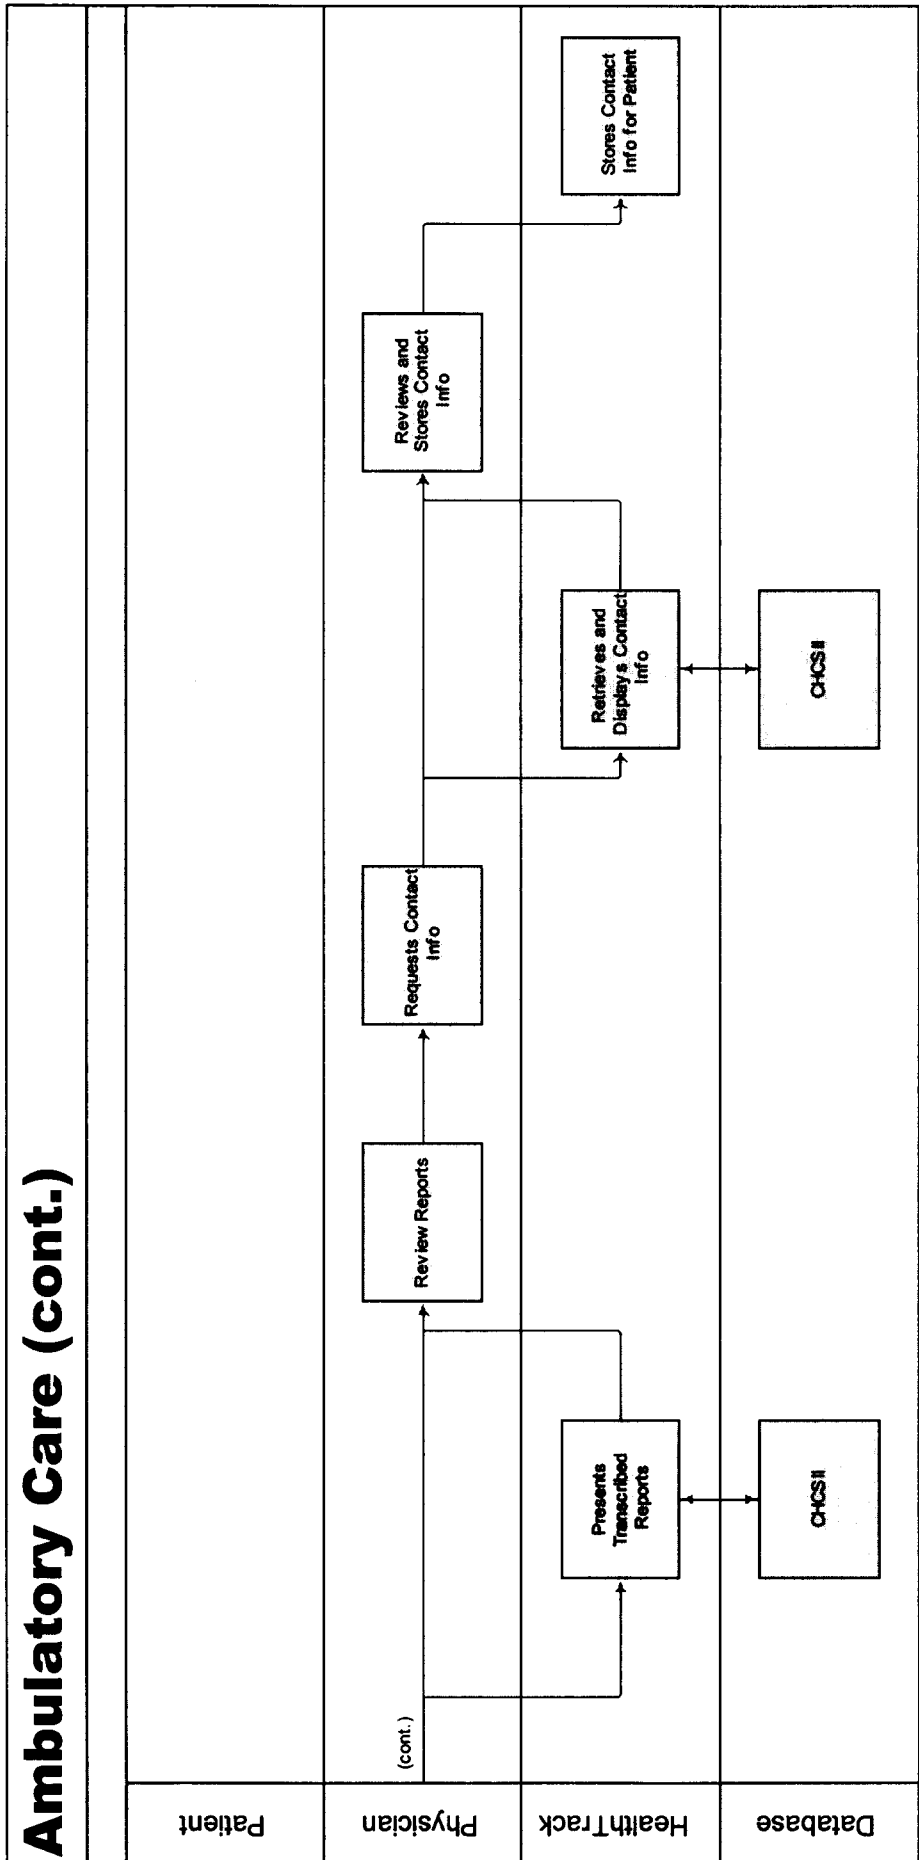 Ambulatory Care (cont.)
Patient
Physician
(cont.)
Review Reports
Requests Contact
Info
Reviews and
Stores Contact
Info
HealthTrack
Presents
Transcribed
Reports
Retrieves and
Displays Contact
Info
Stores Contact
Info for Patient
Database
CHCSII
CHCSII